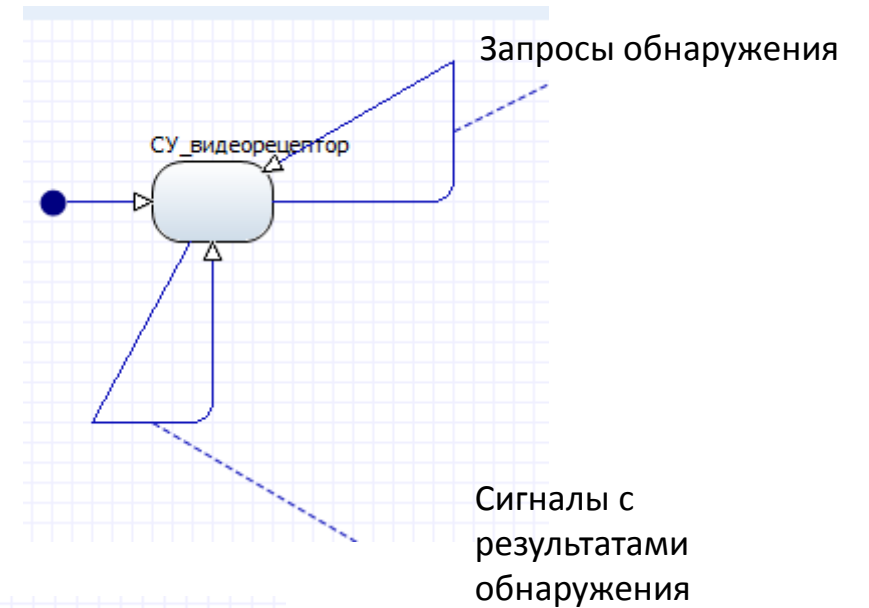 Запросы обнаружения
СУ_видеорецептор
Сигналы с
результатами
обнаружения